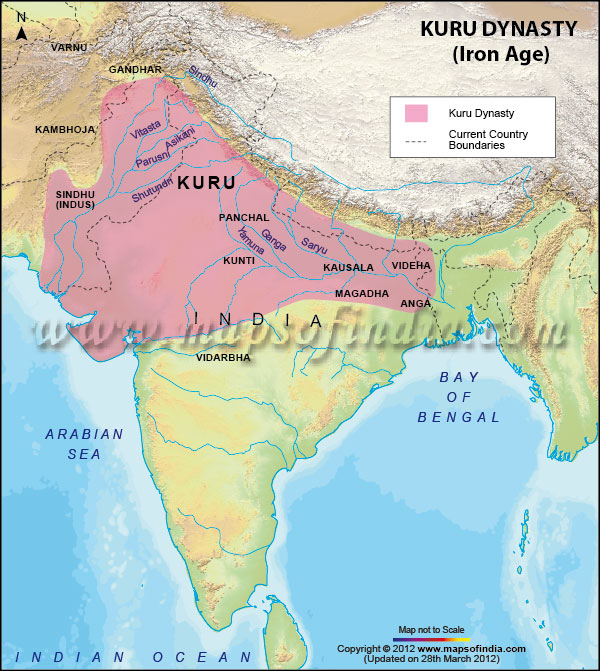 KURU DYNASTY
(Iron Age)
N
VARNU
GANDHAR
Sindhu
Kuru Dynasty
Current Country
Boundaries
KAMBHOJA
Vitasta
Asikani
Parusni
Shutupdri
SINDHU
(INDUS)
KURU
PANCHAL
Yamuna
Ganga
Saryu
KUNTI
KAUSALA
VIDEHA
MAGADHA
ANGA
INDIA
www.mapsofindia.com
VIDARBHA
BAY
OF
BENGAL
ARABIAN
SEA
INDIAN OCEAN
Map not to Scale
Copyright © 2012 www.mapsofindia.com
(Updated on 28th March 2012)